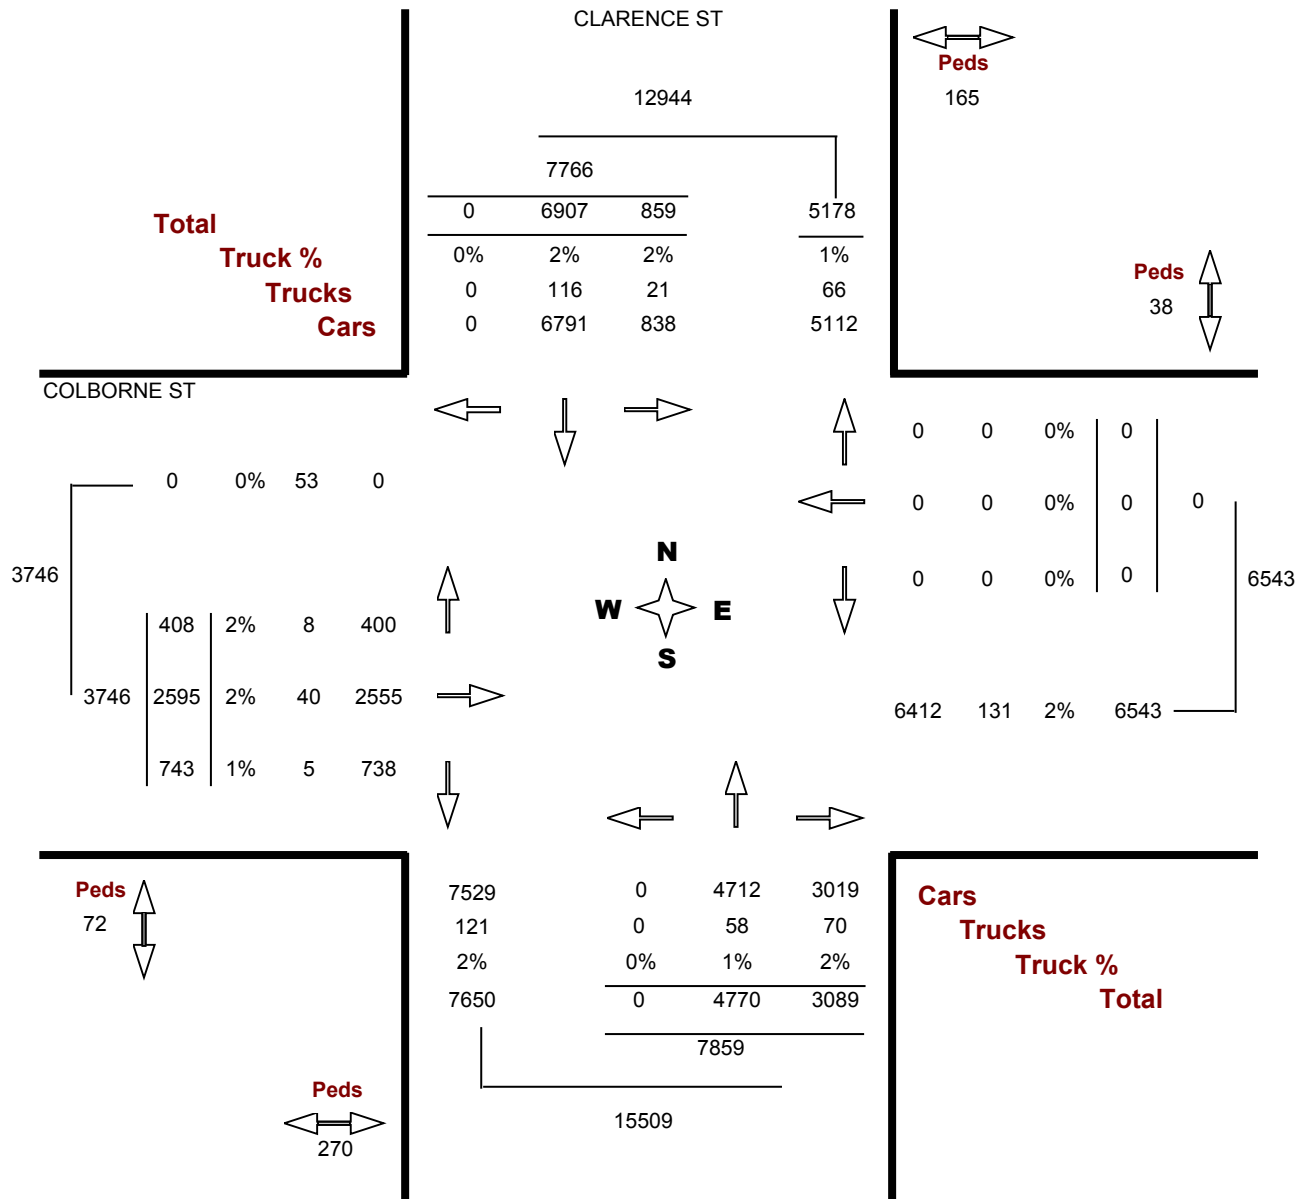 CLARENCE ST
Peds
165
12944
7766
Total 0 6907 859 5178
Truck % 0% 2% 2% 1%
Trucks 0 116 21 66
Cars 0 6791 838 5112
Peds
38
COLBORNE ST
0 0 0% 0
0 0% 53 0
0 0 0% 0 0
N
3746
0 0 0% 0
6543
W E
408 2% 8 400
S
3746 2595 2% 40 2555
6412 131 2% 6543
743 1% 5 738
Peds
72
7529 0 4712 3019
121 0 58 70
2% 0% 1% 2%
7650 0 4770 3089
Cars
Trucks
Truck %
Total
7859
Peds
270
15509